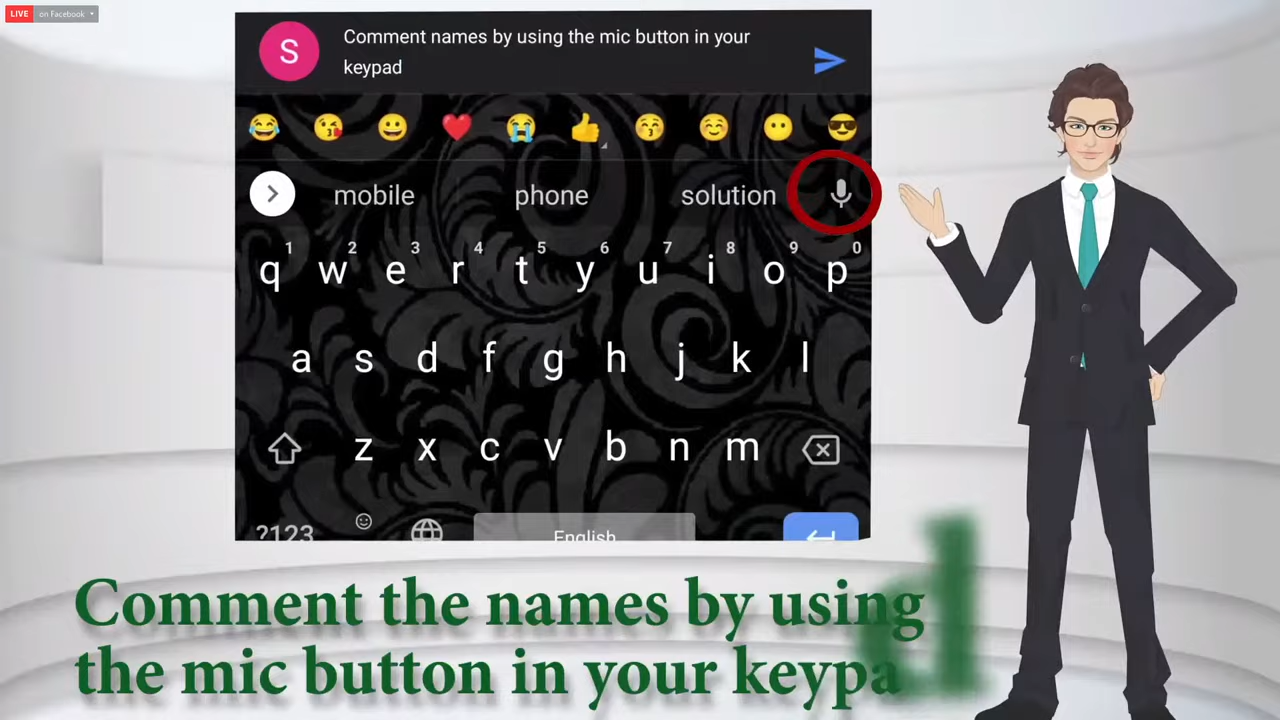 LIVE on Facebook
S
Comment names by using the mic button in your
keypad
mobile phone solution
1 2 3 4 5 6 7 8 9 0
q w e r t y u i o p
a s d f g h j k l
z x c v b n m
?123 English
Comment the names by using
the mic button in your keypad